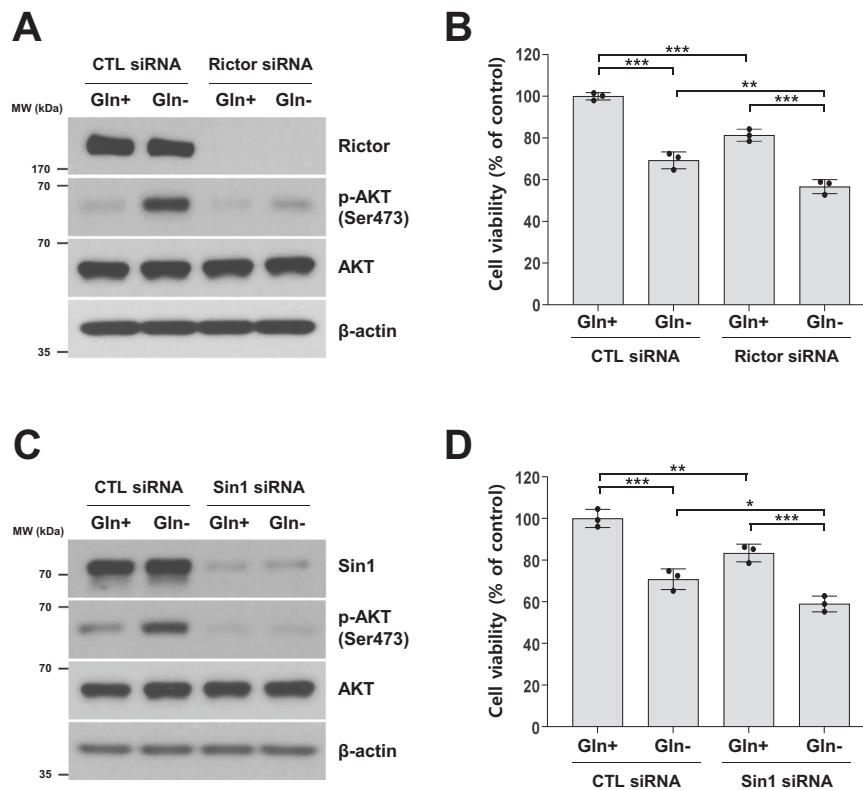 A
CTL siRNA Rictor siRNA
MW (kDa) Gln+ Gln- Gln+ Gln-
Rictor
170
70
p-AKT
(Ser473)
70
AKT
β-actin
35
B
Cell viability (% of control)
120
100
80
60
40
20
0
***
***
**
***
Gln+ Gln- Gln+ Gln-
CTL siRNA Rictor siRNA
C
CTL siRNA Sin1 siRNA
MW (kDa) Gln+ Gln- Gln+ Gln-
Sin1
70
70
p-AKT
(Ser473)
70
AKT
β-actin
35
D
Cell viability (% of control)
120
100
80
60
40
20
0
**
***
*
***
Gln+ Gln- Gln+ Gln-
CTL siRNA Sin1 siRNA